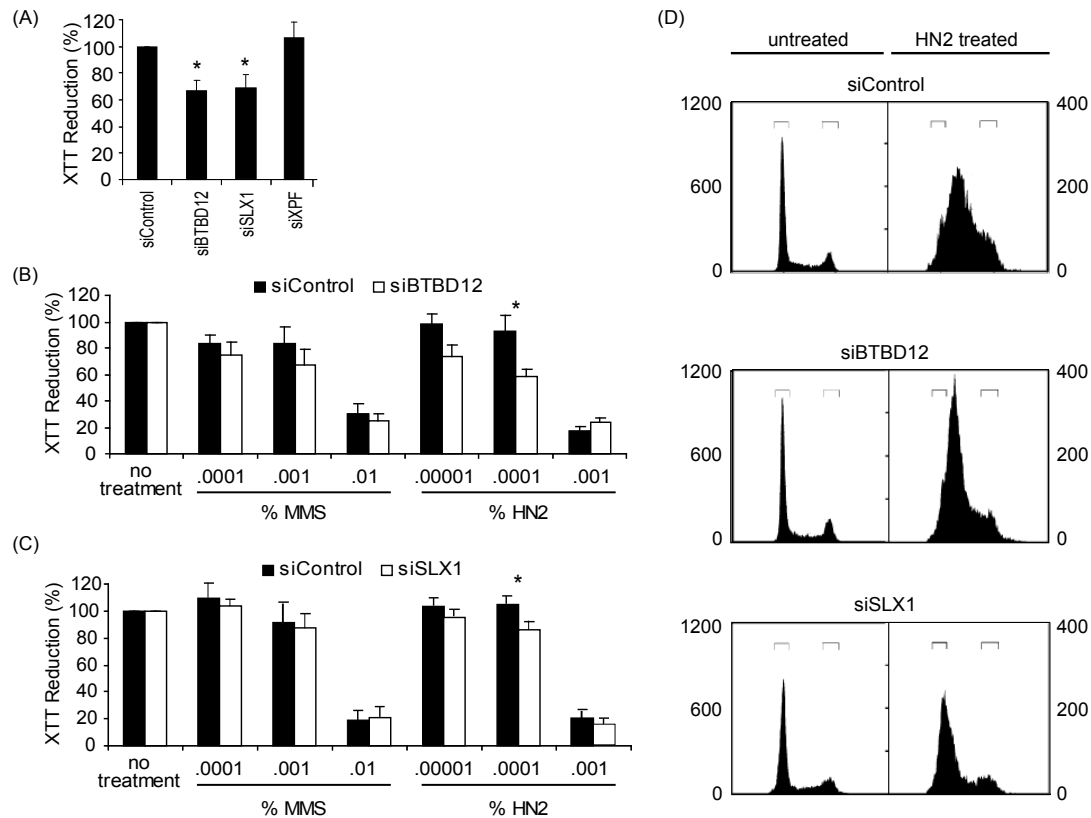 (A)
XTT Reduction (%)
120
100
80
60
40
20
0
*
*
siControl
siBTBD12
siSLX1
siXPF
(B)
siControl siBTBD12
XTT Reduction (%)
120
100
80
60
40
20
0
*
no treatment
.0001 .001 .01 .00001 .0001 .001
% MMS % HN2
(C)
siControl siSLX1
XTT Reduction (%)
120
100
80
60
40
20
0
*
no treatment
.0001 .001 .01 .00001 .0001 .001
% MMS % HN2
(D)
untreated HN2 treated
siControl
1200 400
600 200
0 0
siBTBD12
1200 400
600 200
0 0
siSLX1
1200 400
600 200
0 0